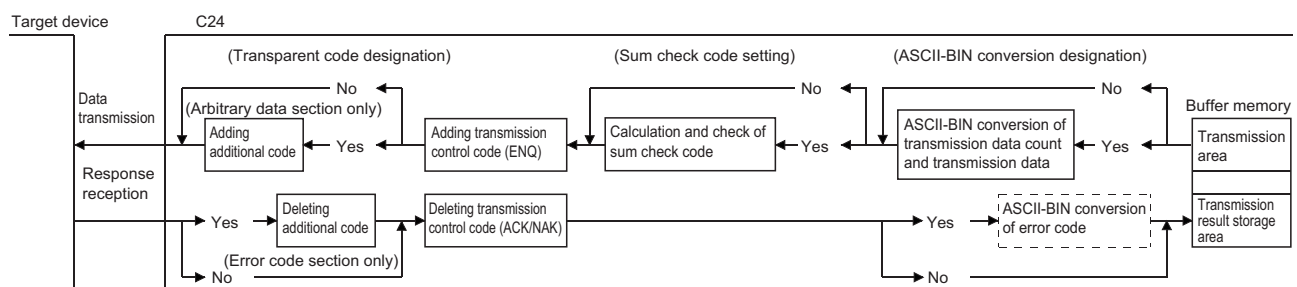 Target device
C24
(Transparent code designation)
(Sum check code setting)
(ASCII-BIN conversion designation)
No
No
No
Data
transmission
(Arbitrary data section only)
Buffer memory
Adding
additional code
Yes
Adding transmission
control code (ENQ)
Calculation and check of
sum check code
Yes
ASCII-BIN conversion of
transmission data count
and transmission data
Yes
Transmission
area
Response
reception
Yes
Deleting
additional code
Deleting transmission
control code (ACK/NAK)
Yes
ASCII-BIN conversion
of error code
Transmission
result storage
area
(Error code section only)
No
No